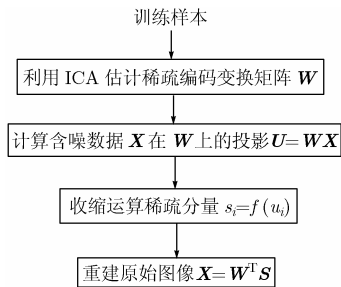 训练样本
利用 ICA 估计稀疏编码变换矩阵 W
计算含噪数据 X 在 W 上的投影 U=WX
收缩运算稀疏分量 sᵢ=f(uᵢ)
重建原始图像 X=WᵀS